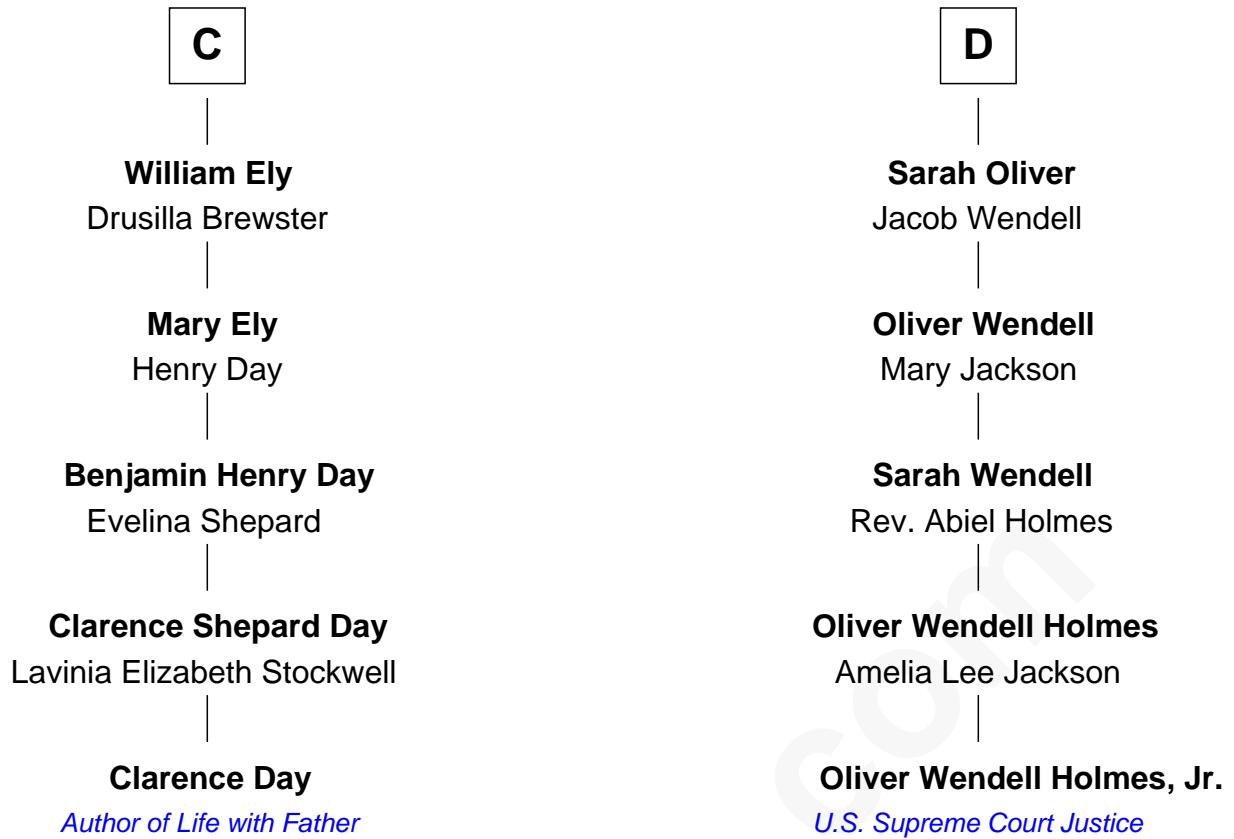 C
William Ely
Drusilla Brewster
Mary Ely
Henry Day
Benjamin Henry Day
Evelina Shepard
Clarence Shepard Day
Lavinia Elizabeth Stockwell
Clarence Day
Author of Life with Father
D
Sarah Oliver
Jacob Wendell
Oliver Wendell
Mary Jackson
Sarah Wendell
Rev. Abiel Holmes
Oliver Wendell Holmes
Amelia Lee Jackson
Oliver Wendell Holmes, Jr.
U.S. Supreme Court Justice
com